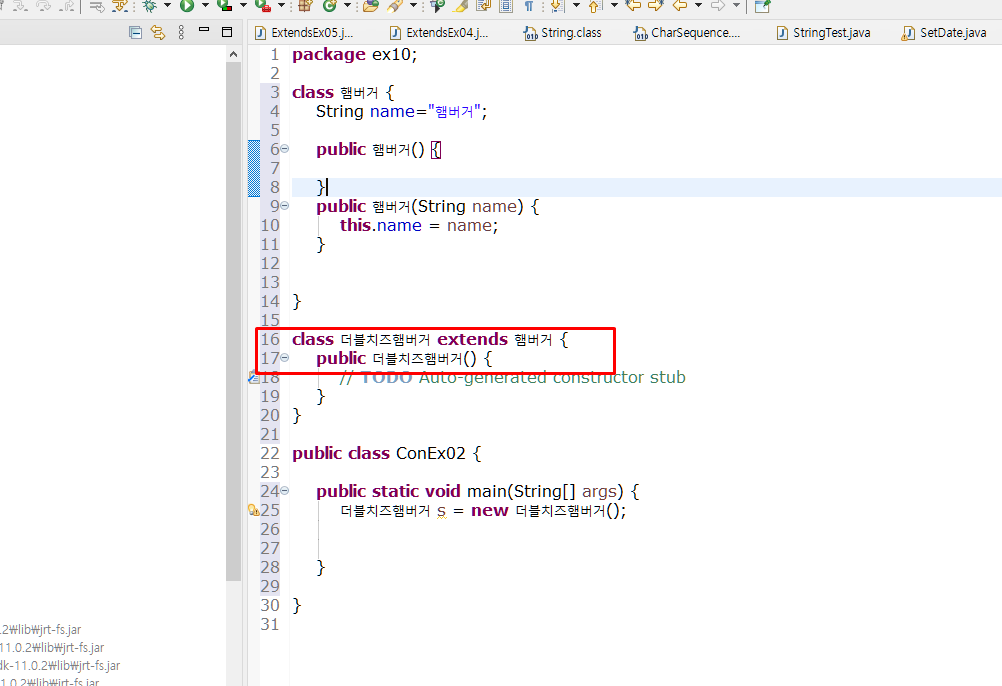 ExtendsEx05.j... ExtendsEx04.j... String.class CharSequence.... StringTest.java SetDate.java
1 package ex10;
2
3 class 햄버거 {
4 String name="햄버거";
5
6 public 햄버거() {
7
8 }
9 public 햄버거(String name) {
10 this.name = name;
11 }
12
13
14 }
15
16 class 더블치즈햄버거 extends 햄버거 {
17 public 더블치즈햄버거() {
18 // TODO Auto-generated constructor stub
19 }
20 }
21
22 public class ConEx02 {
23
24 public static void main(String[] args) {
25 더블치즈햄버거 s = new 더블치즈햄버거();
26
27
28 }
29
30 }
31
.2₩lib₩jrt-fs.jar
11.0.2₩lib₩jrt-fs.jar
dk-11.0.2₩lib₩jrt-fs.jar
1.0.2₩lib₩jrt-fs.jar